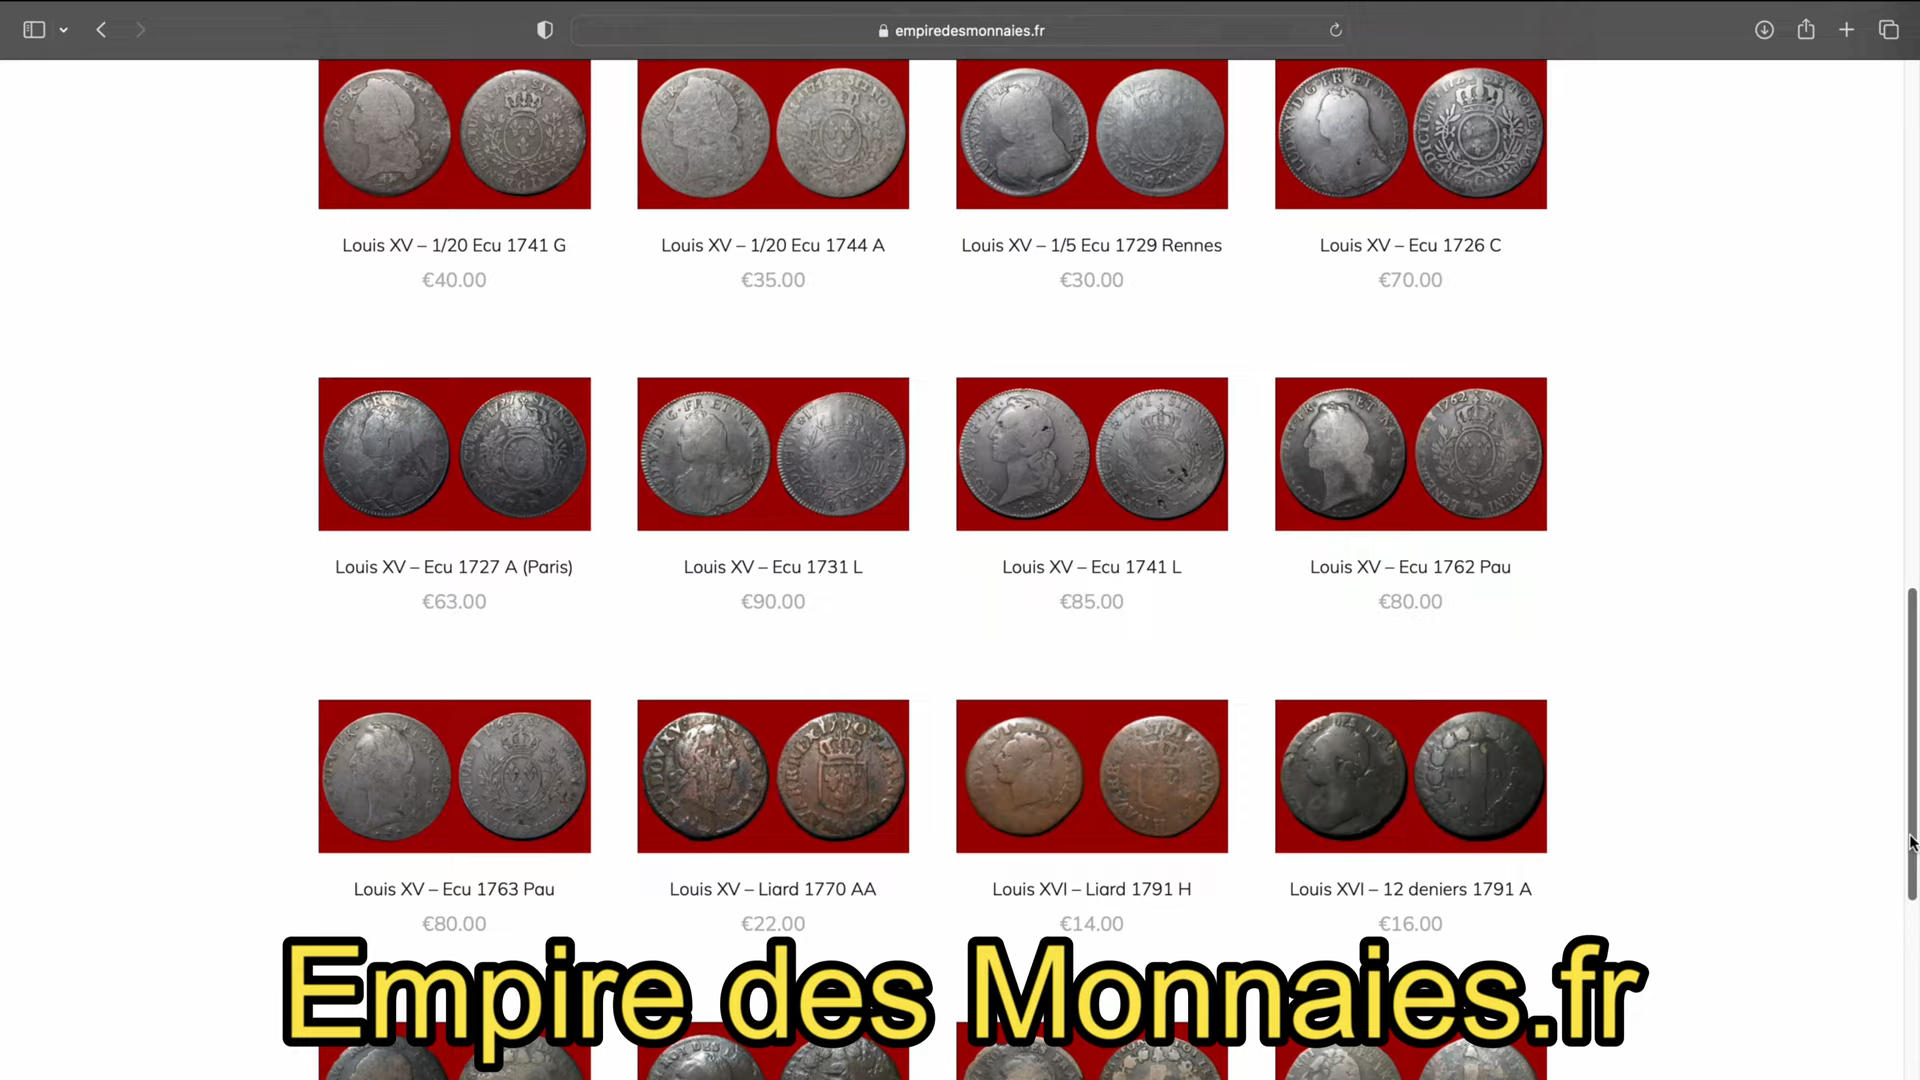 empiredesmonnaies.fr
Louis XV – 1/20 Ecu 1741 G
€40.00
Louis XV – 1/20 Ecu 1744 A
€35.00
Louis XV – 1/5 Ecu 1729 Rennes
€30.00
Louis XV – Ecu 1726 C
€70.00
Louis XV – Ecu 1727 A (Paris)
€63.00
Louis XV – Ecu 1731 L
€90.00
Louis XV – Ecu 1741 L
€85.00
Louis XV – Ecu 1762 Pau
€80.00
Louis XV – Ecu 1763 Pau
€80.00
Louis XV – Liard 1770 AA
€22.00
Louis XVI – Liard 1791 H
€14.00
Louis XVI – 12 deniers 1791 A
€16.00
Empire des Monnaies.fr